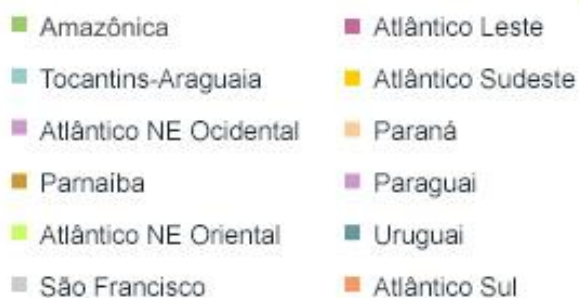 Amazônica
Tocantins-Araguaia
Atlântico NE Ocidental
Parnaíba
Atlântico NE Oriental
São Francisco
Atlântico Leste
Atlântico Sudeste
Paraná
Paraguai
Uruguai
Atlântico Sul